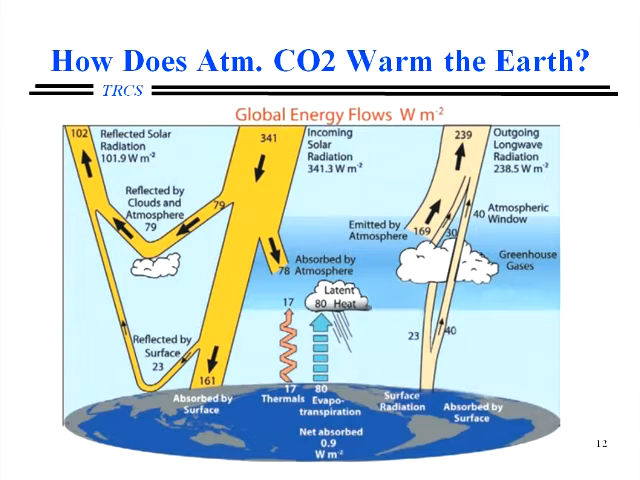 How Does Atm. CO2 Warm the Earth?
TRCS
Global Energy Flows W m-2
102
Reflected Solar
Radiation
101.9 W m-2
341
Incoming
Solar
Radiation
341.3 W m-2
239
Outgoing
Longwave
Radiation
238.5 W m-2
Reflected by
Clouds and
Atmosphere
79
79
Emitted by
Atmosphere
169
30
40
Atmospheric
Window
Greenhouse
Gases
78
Absorbed by
Atmosphere
Latent
80 Heat
17
Reflected by
Surface
23
23
40
161
Absorbed by
Surface
17
Thermals
80
Evapo-
transpiration
Surface
Radiation
Absorbed by
Surface
Net absorbed
0.9
W m-2
12